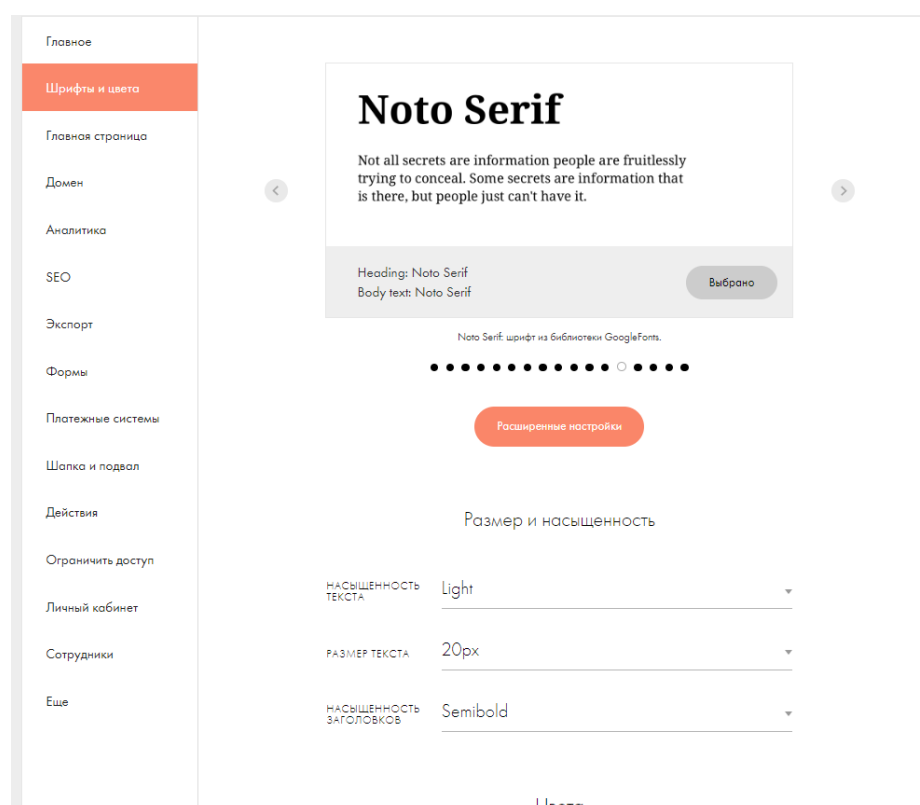 Главное
Шрифты и цвета
Главная страница
Домен
Аналитика
SEO
Экспорт
Формы
Платежные системы
Шапка и подвал
Действия
Ограничить доступ
Личный кабинет
Сотрудники
Еще
Noto Serif
Not all secrets are information people are fruitlessly
trying to conceal. Some secrets are information that
is there, but people just can't have it.
Heading: Noto Serif
Body text: Noto Serif
Выбрано
Noto Serif: шрифт из библиотеки GoogleFonts.
Расширенные настройки
Размер и насыщенность
НАСЫЩЕННОСТЬ
ТЕКСТА
Light
РАЗМЕР ТЕКСТА
20px
НАСЫЩЕННОСТЬ
ЗАГОЛОВКОВ
Semibold